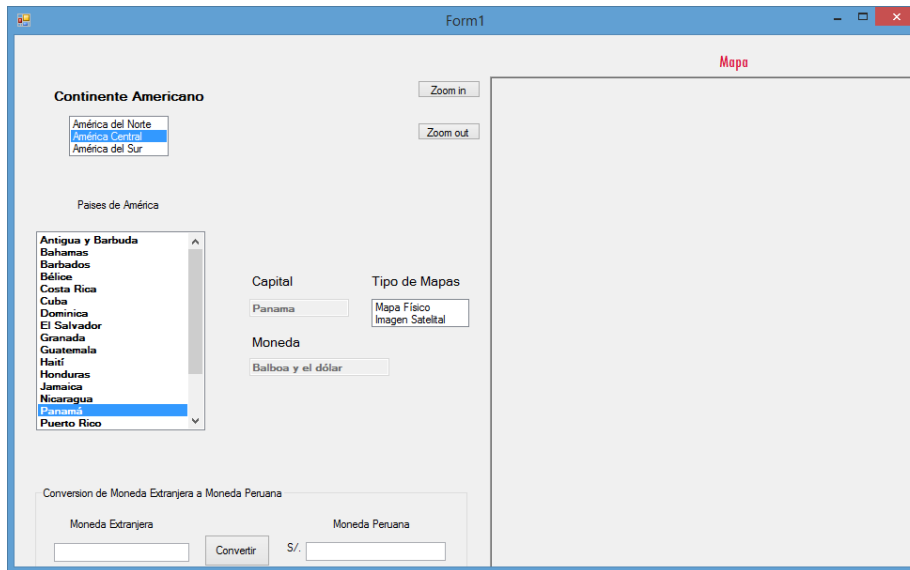 Form1
Mapa
Zoom in
Continente Americano
América del Norte
América Central
América del Sur
Zoom out
Paises de América
Antigua y Barbuda
Bahamas
Barbados
Bélice
Costa Rica
Cuba
Dominica
El Salvador
Granada
Guatemala
Haití
Honduras
Jamaica
Nicaragua
Panamá
Puerto Rico
Capital
Panama
Moneda
Balboa y el dólar
Tipo de Mapas
Mapa Físico
Imagen Satelital
Conversion de Moneda Extranjera a Moneda Peruana
Moneda Extranjera
Convertir
Moneda Peruana
S/.